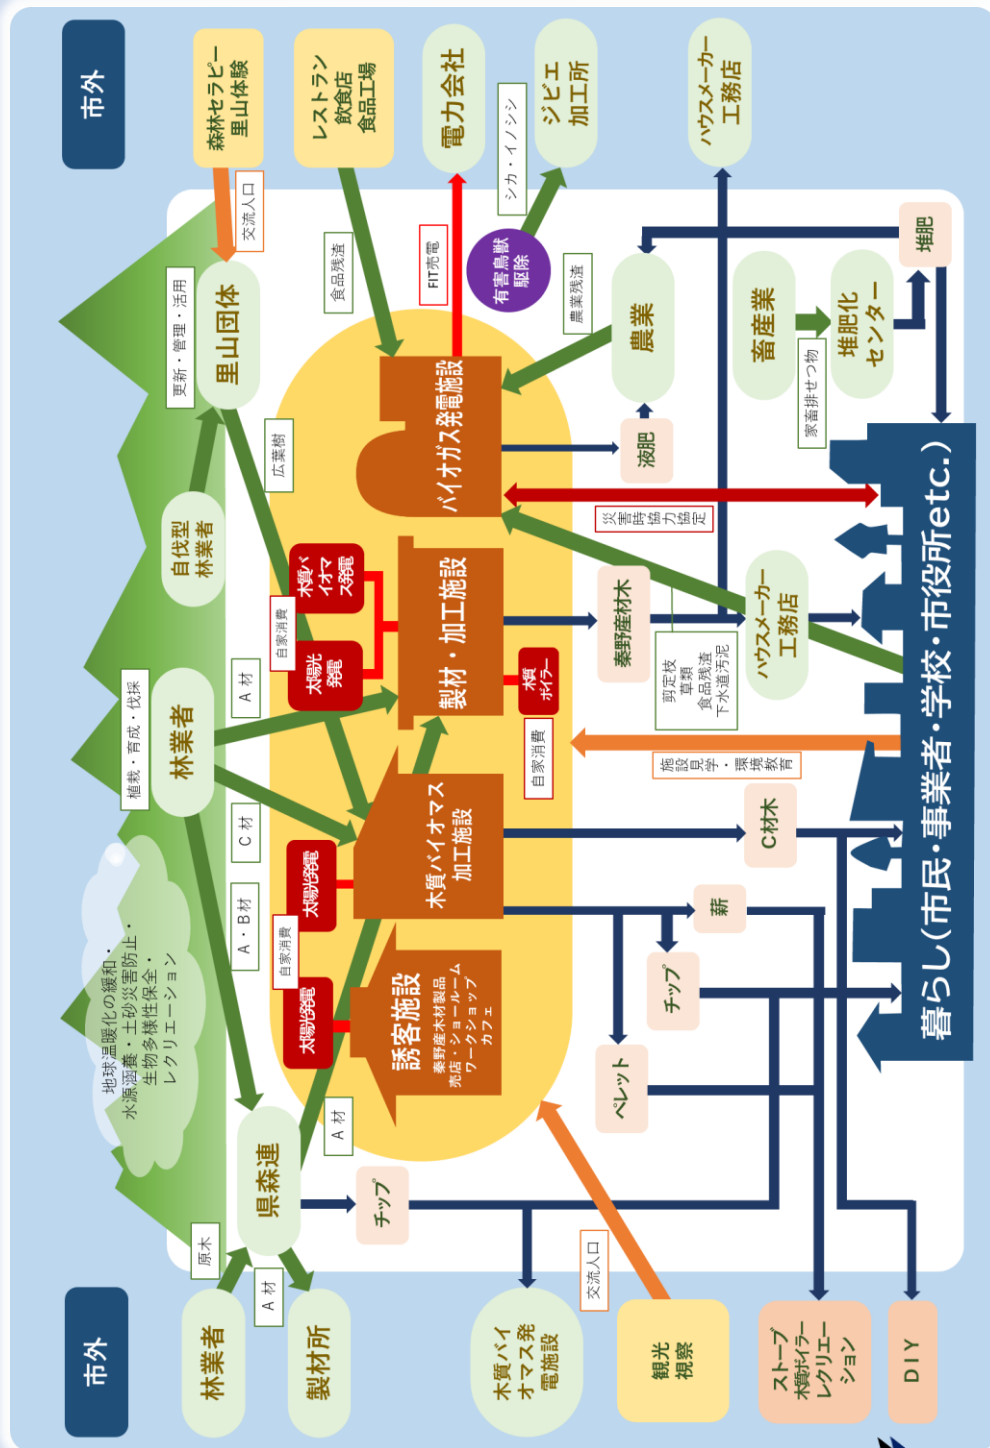 市外
林業者
製材所
木質バイ
オマス発
電施設
観光
視察
ストーブ
木質ボイラー
レクリエー
ション
DIY
原木
A 材
交流人口
地球温暖化の緩和・
水源涵養・土砂災害防止・
生物多様性保全・
レクリエーション
県森連
チップ
A 材
A・B材
C 材
A 材
植栽・育成・伐採
林業者
自伐型
林業者
更新・管理・活用
里山団体
広葉樹
交流人口
太陽光発電
自家消費
太陽光発電
太陽光
発電
自家消費
木質バ
イオマ
ス発電
誘客施設
秦野産木材製品
売店・ショールーム
ワークショップ
カフェ
木質バイオマス
加工施設
製材・加工施設
バイオガス発電施設
木質
ボイラー
自家消費
食品残渣
FIT売電
有害鳥獣
駆除
シカ・イノシシ
農業残渣
農業
液肥
畜産業
家畜排せつ物
堆肥化
センター
堆肥
災害時協力協定
秦野産材木
剪定枝
草類
食品残渣
下水道汚泥
ハウスメーカー
工務店
施設見学・環境教育
C材木
薪
チップ
ペレット
暮らし(市民・事業者・学校・市役所etc.)
市外
森林セラピー
里山体験
レストラン
飲食店
食品工場
電力会社
ジビエ
加工所
ハウスメーカー
工務店